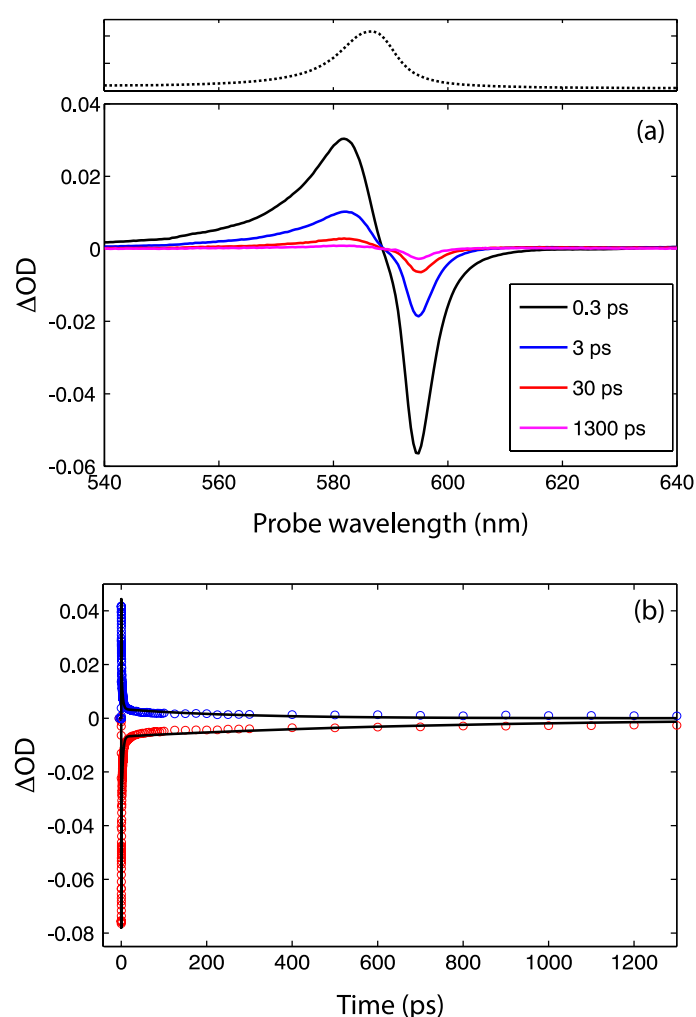 0.04
(a)
0.02
0
-0.02
-0.04
-0.06
ΔOD
0.3 ps
3 ps
30 ps
1300 ps
540 560 580 600 620 640
Probe wavelength (nm)
0.04
(b)
0.02
0
-0.02
-0.04
-0.06
-0.08
ΔOD
0 200 400 600 800 1000 1200
Time (ps)